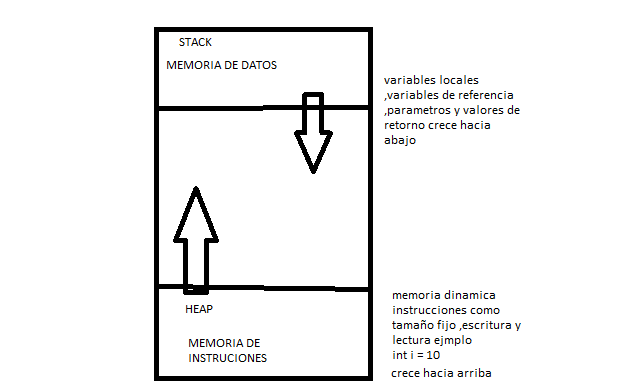 STACK
MEMORIA DE DATOS
variables locales
,variables de referencia
,parametros y valores de
retorno crece hacia
abajo
HEAP
MEMORIA DE
INSTRUCIONES
memoria dinamica
instrucciones como
tamaño fijo ,escritura y
lectura ejmplo
int i = 10
crece hacia arriba